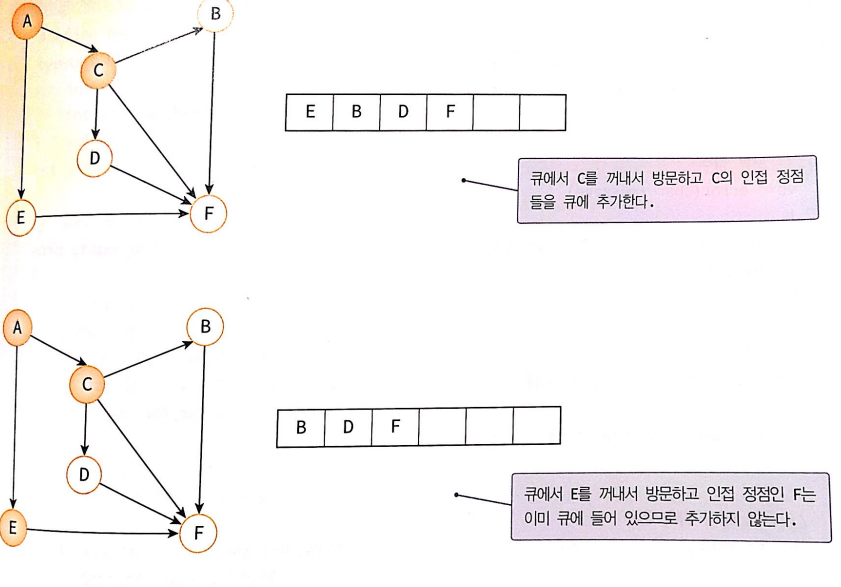 A
B
C
D
E
F
E B D F
큐에서 C를 꺼내서 방문하고 C의 인접 정점
들을 큐에 추가한다.
A
B
C
D
E
F
B D F
큐에서 E를 꺼내서 방문하고 인접 정점인 F는
이미 큐에 들어 있으므로 추가하지 않는다.